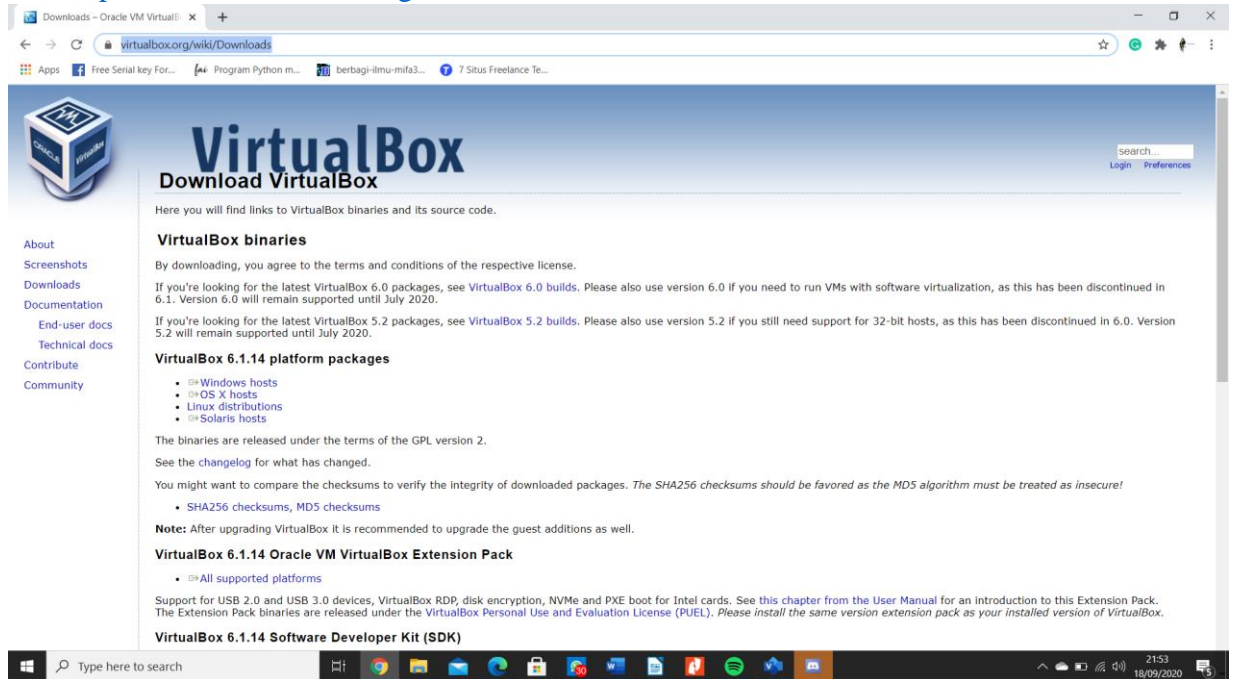 Downloads – Oracle VM VirtualB
virtualbox.org/wiki/Downloads
Apps Free Serial key For... Program Python m... berbagi-ilmu-mifa3... 7 Situs Freelance Te...
ORACLE VM VirtualBox
VirtualBox
search...
Login Preferences
Download VirtualBox
Here you will find links to VirtualBox binaries and its source code.
About
Screenshots
Downloads
Documentation
End-user docs
Technical docs
Contribute
Community
VirtualBox binaries
By downloading, you agree to the terms and conditions of the respective license.
If you're looking for the latest VirtualBox 6.0 packages, see VirtualBox 6.0 builds. Please also use version 6.0 if you need to run VMs with software virtualization, as this has been discontinued in
6.1. Version 6.0 will remain supported until July 2020.
If you're looking for the latest VirtualBox 5.2 packages, see VirtualBox 5.2 builds. Please also use version 5.2 if you still need support for 32-bit hosts, as this has been discontinued in 6.0. Version
5.2 will remain supported until July 2020.
VirtualBox 6.1.14 platform packages
• Windows hosts
• OS X hosts
• Linux distributions
• Solaris hosts
The binaries are released under the terms of the GPL version 2.
See the changelog for what has changed.
You might want to compare the checksums to verify the integrity of downloaded packages. The SHA256 checksums should be favored as the MD5 algorithm must be treated as insecure!
• SHA256 checksums, MD5 checksums
Note: After upgrading VirtualBox it is recommended to upgrade the guest additions as well.
VirtualBox 6.1.14 Oracle VM VirtualBox Extension Pack
• All supported platforms
Support for USB 2.0 and USB 3.0 devices, VirtualBox RDP, disk encryption, NVMe and PXE boot for Intel cards. See this chapter from the User Manual for an introduction to this Extension Pack.
The Extension Pack binaries are released under the VirtualBox Personal Use and Evaluation License (PUEL). Please install the same version extension pack as your installed version of VirtualBox.
VirtualBox 6.1.14 Software Developer Kit (SDK)
Type here to search
30
21:53
18/09/2020
5